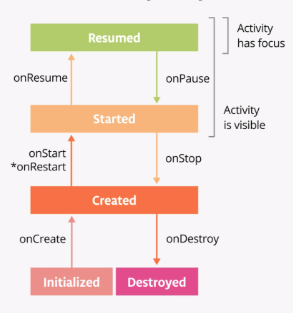 Resumed
Activity
has focus
onResume
onPause
Activity
is visible
Started
onStart
*onRestart
onStop
Created
onCreate
onDestroy
Initialized
Destroyed